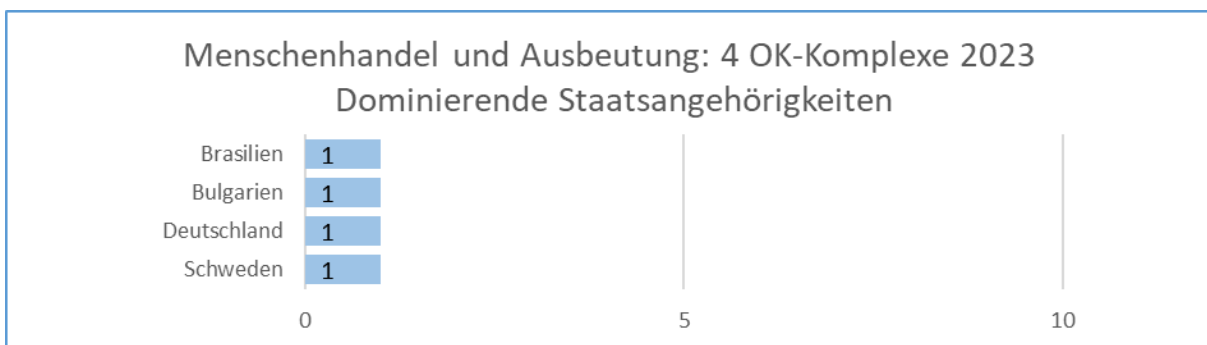 Menschenhandel und Ausbeutung: 4 OK-Komplexe 2023
Dominierende Staatsangehörigkeiten
Brasilien 1
Bulgarien 1
Deutschland 1
Schweden 1
0 5 10